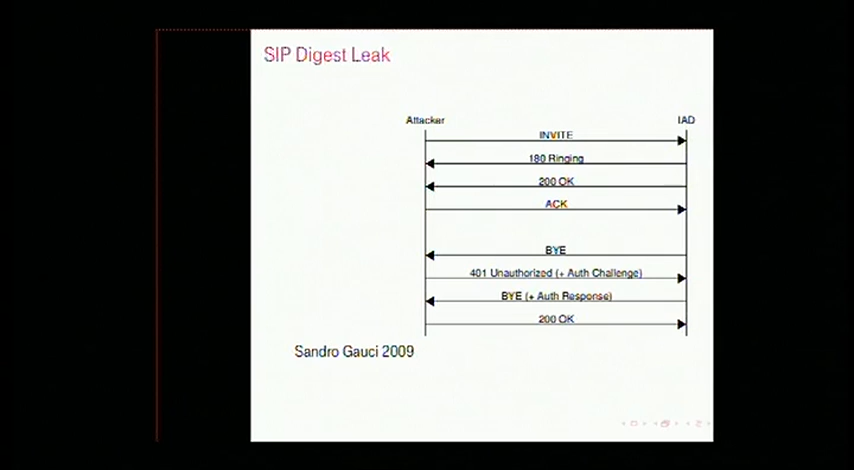 SIP Digest Leak
Attacker IAD
INVITE
180 Ringing
200 OK
ACK
BYE
401 Unauthorized (+ Auth Challenge)
BYE (+ Auth Response)
200 OK
Sandro Gauci 2009